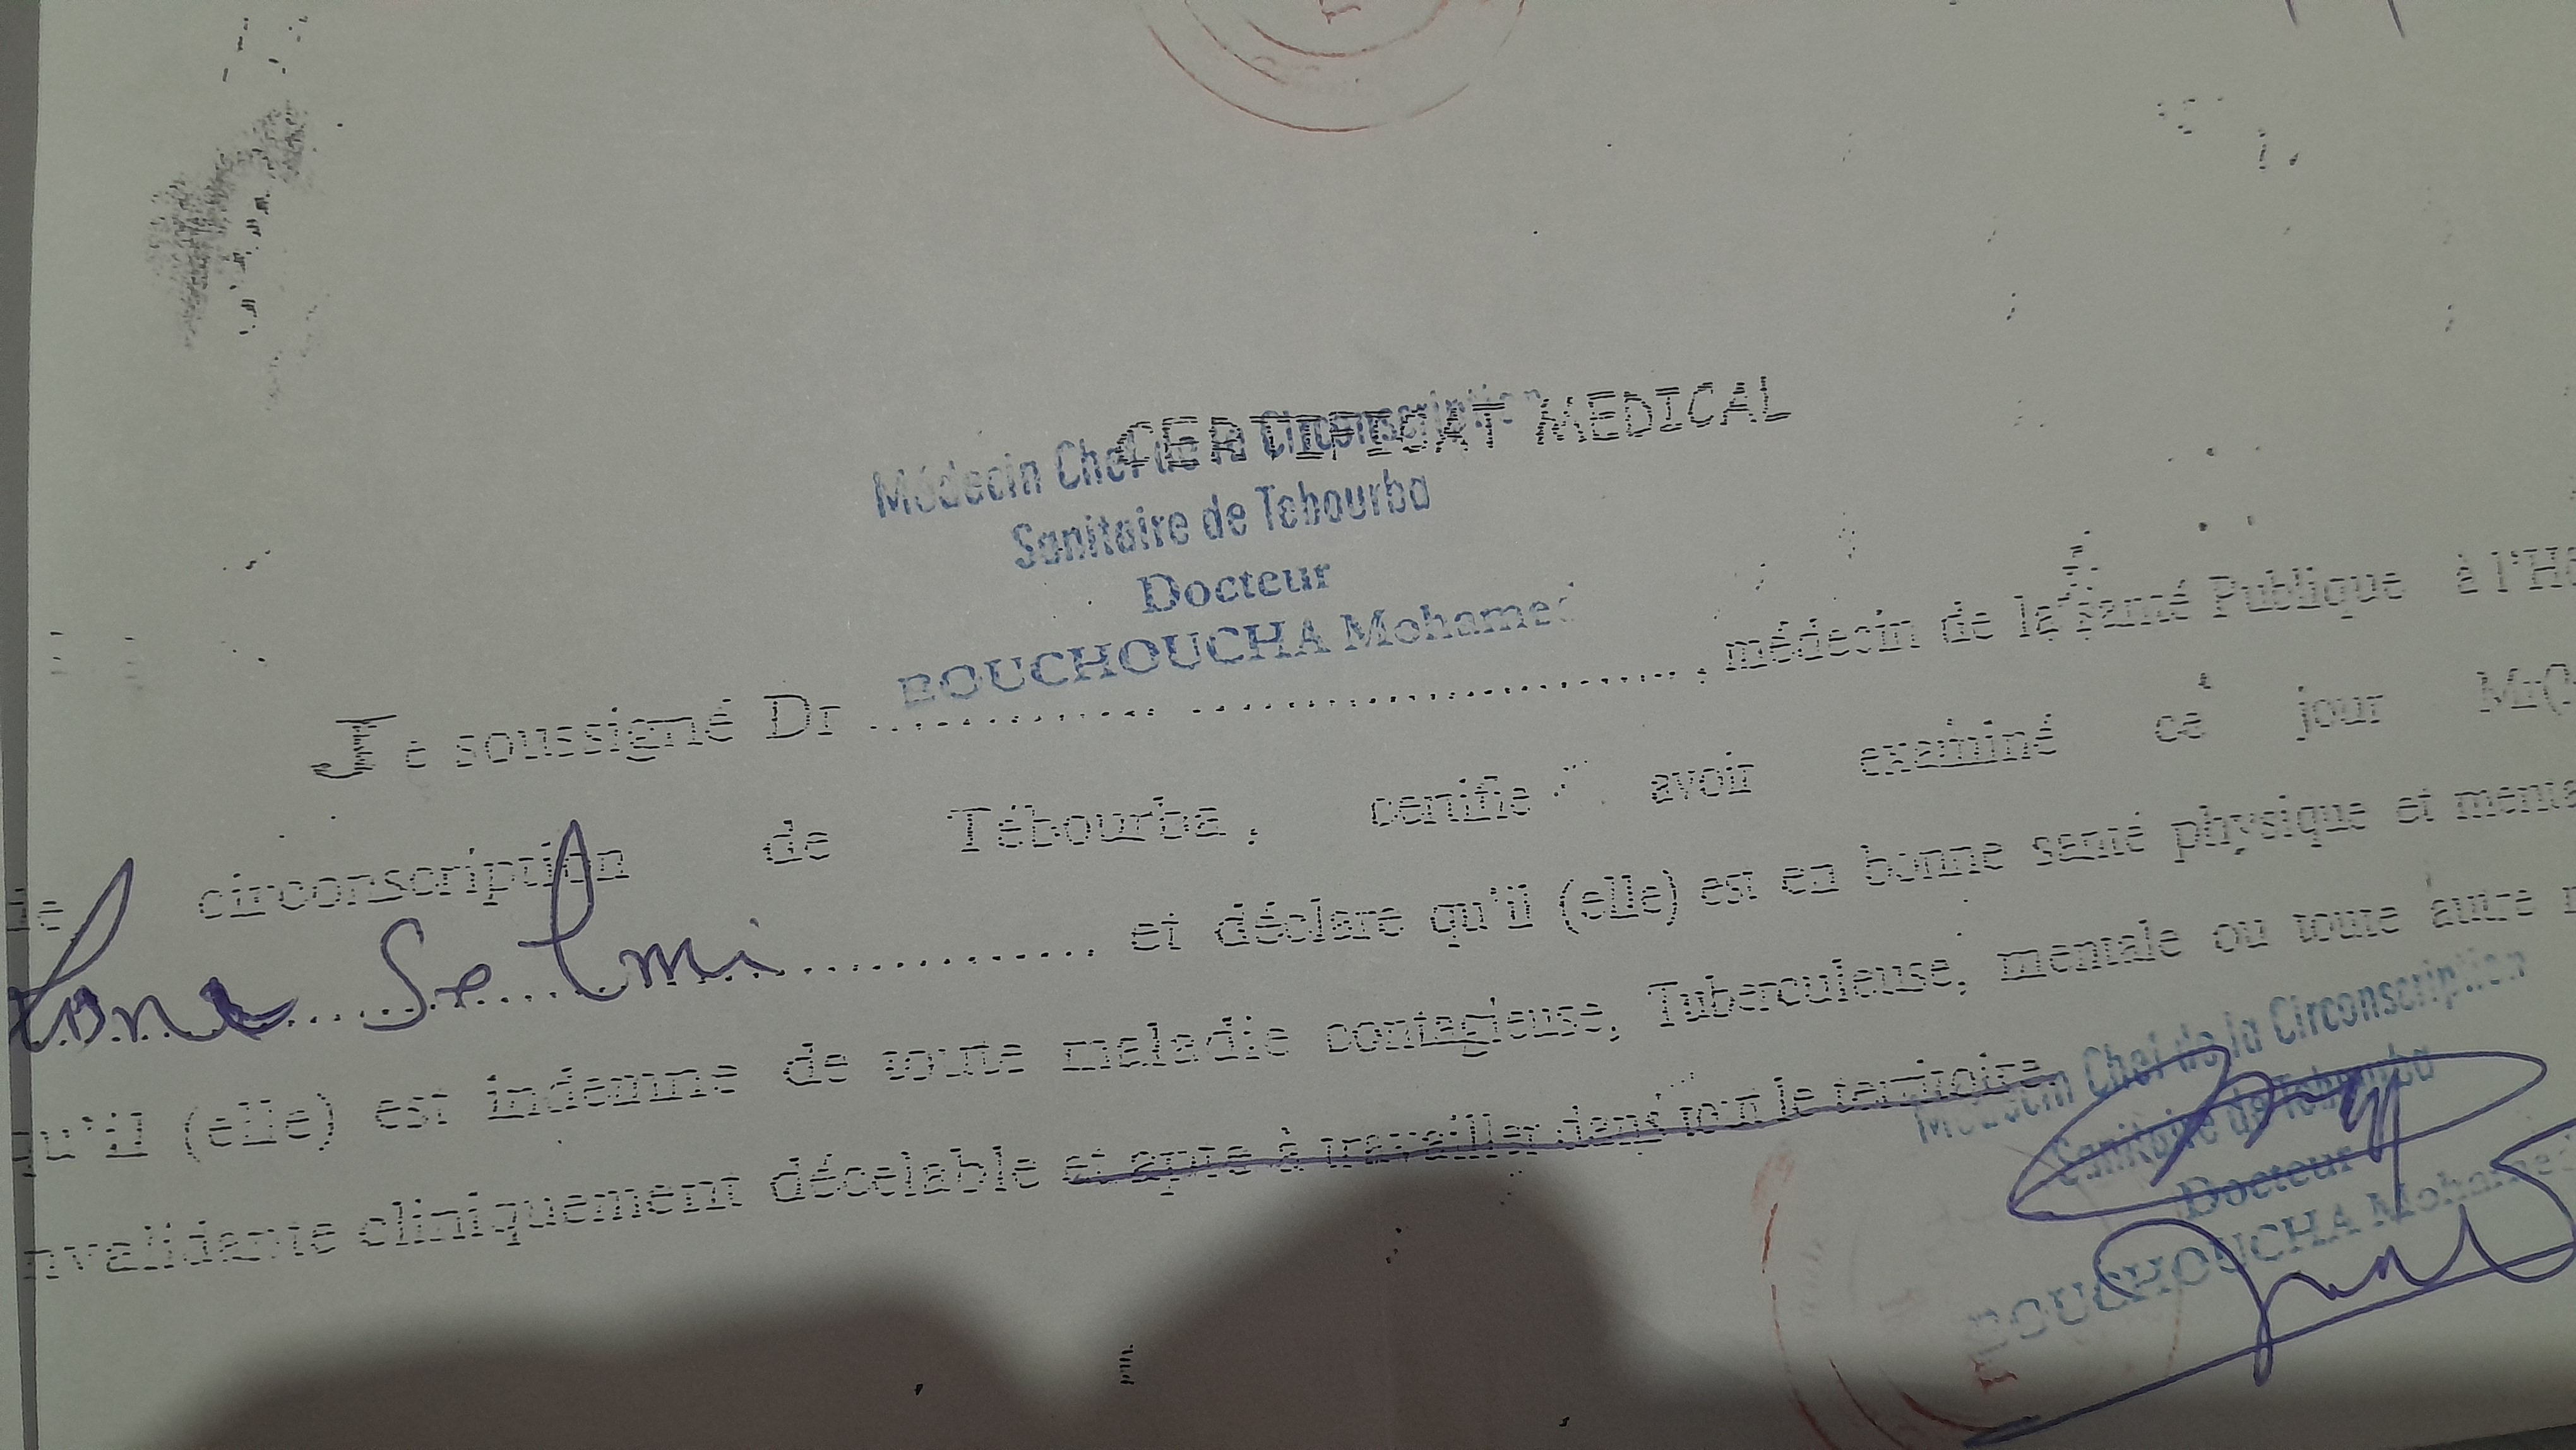 CERTIFICAT MEDICAL
Médecin Chef de la Circonscription
Sanitaire de Tebourba
Docteur
BOUCHOUCHA Mohamed
Je soussigné Dr ........................ , médecin de la santé Publique à l'H
de circonscription de Tébourba, certifie avoir examiné ce jour
Selmi ............ et déclare qu'il (elle) est en bonne santé physique et menta
qu'il (elle) est indemne de toute maladie contagieuse, Tuberculeuse, mentale ou toute autre
nvalidante cliniquement décelable et apte à travailler dans tout le territoire.
Médecin Chef de la Circonscription
Sanitaire de Tebourba
Docteur
BOUCHOUCHA Mohamed